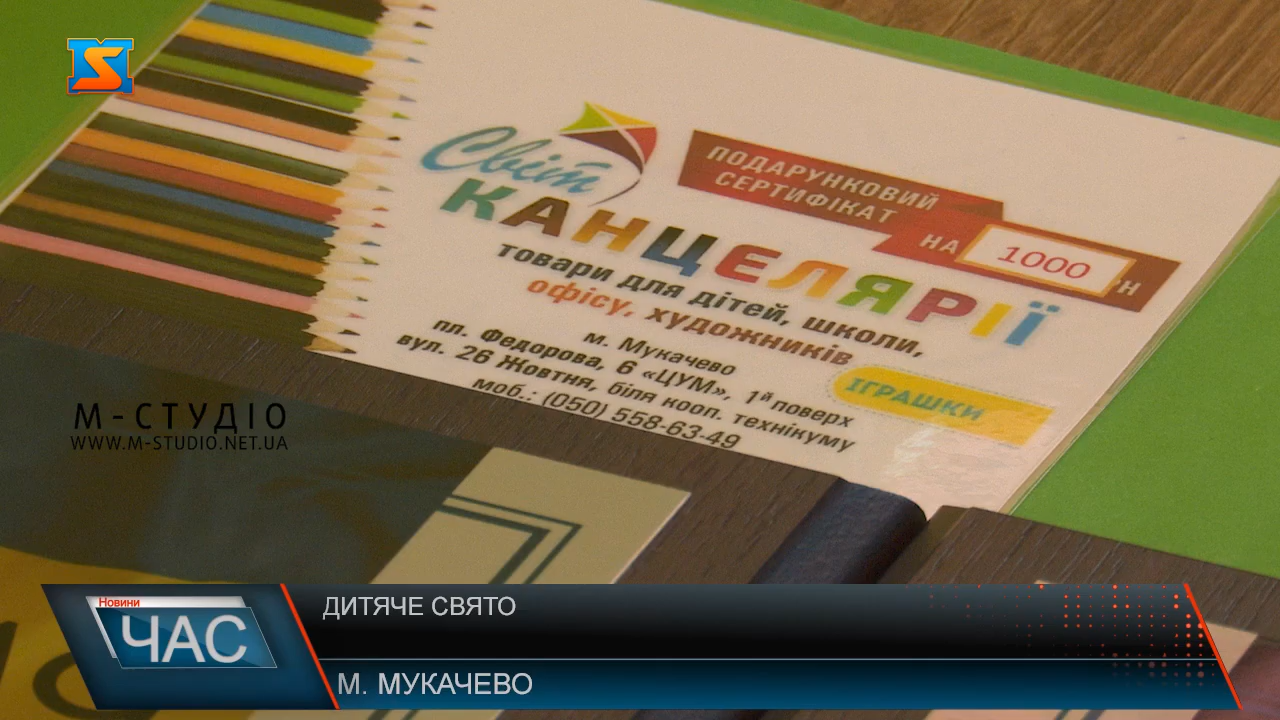 Світ
КАНЦЕЛЯРІЇ
ПОДАРУНКОВИЙ
СЕРТИФІКАТ
НА 1000
товари для дітей, школи,
офісу, художників
м. Мукачево
пл. Федорова, 6 «ЦУМ», 1й поверх
вул. 26 Жовтня, біля кооп. технікуму
моб.: (050) 558-63-49
ІГРАШКИ
М-СТУДІО
WWW.M-STUDIO.NET.UA
Новини
ЧАС
ДИТЯЧЕ СВЯТО
М. МУКАЧЕВО